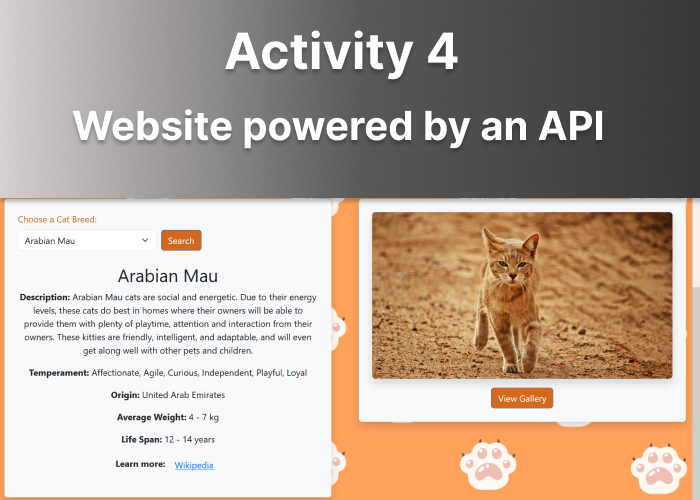 Activity 4
Website powered by an API
Choose a Cat Breed:
Arabian Mau
Search
Arabian Mau
Description: Arabian Mau cats are social and energetic. Due to their energy
levels, these cats do best in homes where their owners will be able to
provide them with plenty of playtime, attention and interaction from their
owners. These kitties are friendly, intelligent, and adaptable, and will even
get along well with other pets and children.
Temperament: Affectionate, Agile, Curious, Independent, Playful, Loyal
Origin: United Arab Emirates
Average Weight: 4 - 7 kg
Life Span: 12 - 14 years
Learn more: Wikipedia
View Gallery